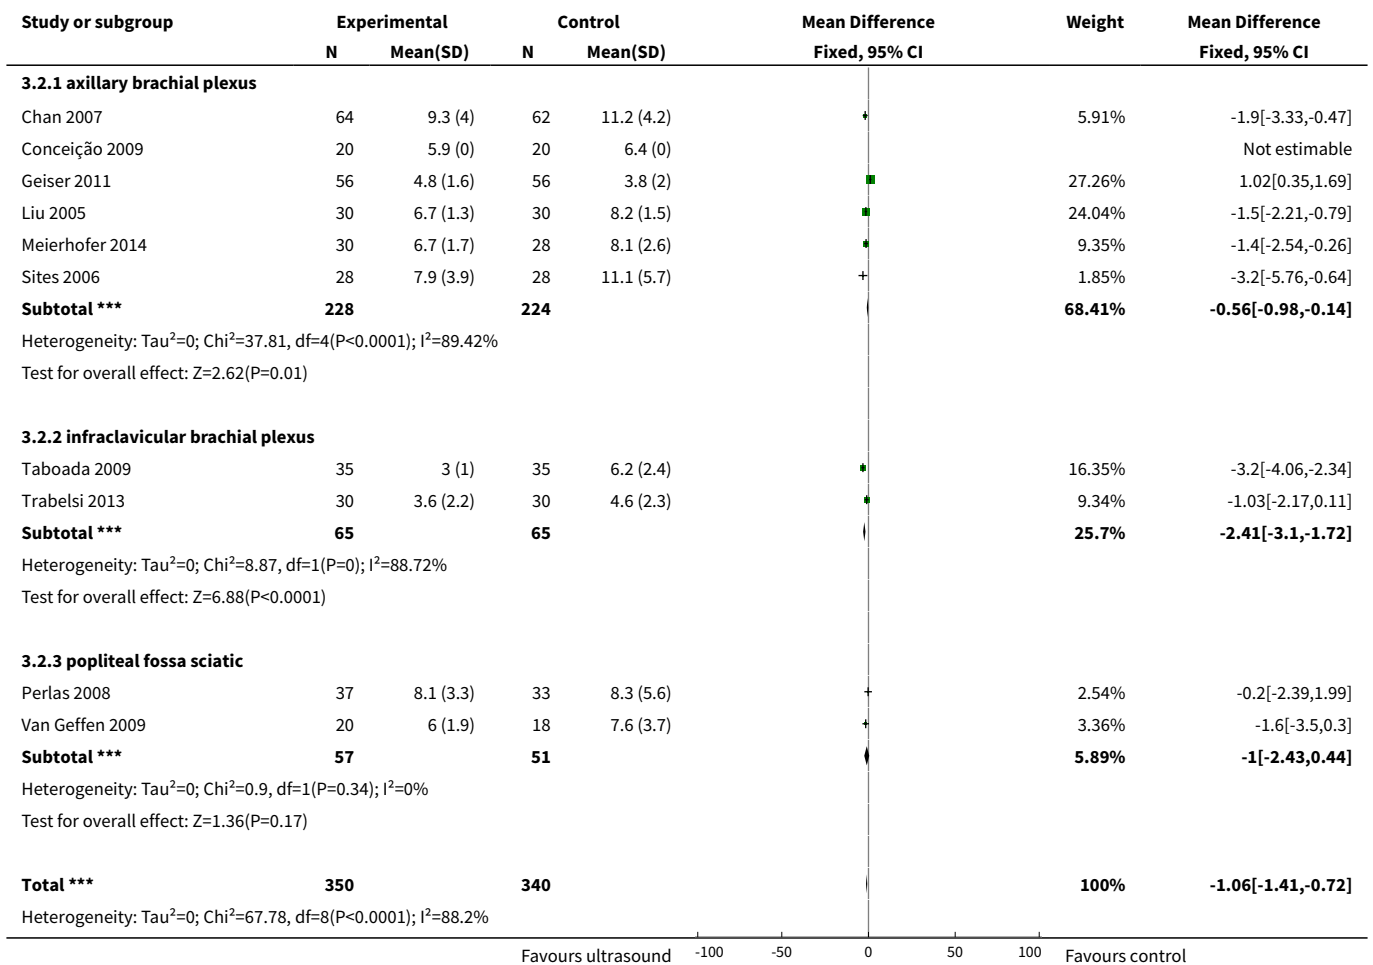 Study or subgroup Experimental Control Mean Difference Weight Mean Difference
N Mean(SD) N Mean(SD) Fixed, 95% CI Fixed, 95% CI
3.2.1 axillary brachial plexus
Chan 2007 64 9.3 (4) 62 11.2 (4.2) 5.91% -1.9[-3.33,-0.47]
Conceição 2009 20 5.9 (0) 20 6.4 (0) Not estimable
Geiser 2011 56 4.8 (1.6) 56 3.8 (2) 27.26% 1.02[0.35,1.69]
Liu 2005 30 6.7 (1.3) 30 8.2 (1.5) 24.04% -1.5[-2.21,-0.79]
Meierhofer 2014 30 6.7 (1.7) 28 8.1 (2.6) 9.35% -1.4[-2.54,-0.26]
Sites 2006 28 7.9 (3.9) 28 11.1 (5.7) 1.85% -3.2[-5.76,-0.64]
Subtotal *** 228 224 68.41% -0.56[-0.98,-0.14]
Heterogeneity: Tau²=0; Chi²=37.81, df=4(P<0.0001); I²=89.42%
Test for overall effect: Z=2.62(P=0.01)
3.2.2 infraclavicular brachial plexus
Taboada 2009 35 3 (1) 35 6.2 (2.4) 16.35% -3.2[-4.06,-2.34]
Trabelsi 2013 30 3.6 (2.2) 30 4.6 (2.3) 9.34% -1.03[-2.17,0.11]
Subtotal *** 65 65 25.7% -2.41[-3.1,-1.72]
Heterogeneity: Tau²=0; Chi²=8.87, df=1(P=0); I²=88.72%
Test for overall effect: Z=6.88(P<0.0001)
3.2.3 popliteal fossa sciatic
Perlas 2008 37 8.1 (3.3) 33 8.3 (5.6) 2.54% -0.2[-2.39,1.99]
Van Geffen 2009 20 6 (1.9) 18 7.6 (3.7) 3.36% -1.6[-3.5,0.3]
Subtotal *** 57 51 5.89% -1[-2.43,0.44]
Heterogeneity: Tau²=0; Chi²=0.9, df=1(P=0.34); I²=0%
Test for overall effect: Z=1.36(P=0.17)
Total *** 350 340 100% -1.06[-1.41,-0.72]
Heterogeneity: Tau²=0; Chi²=67.78, df=8(P<0.0001); I²=88.2%
Favours ultrasound -100 -50 0 50 100 Favours control